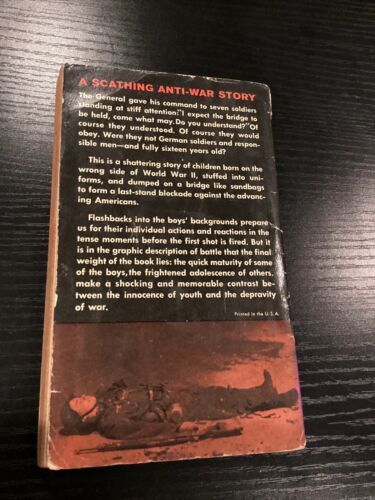 A SCATHING ANTI-WAR STORY
The General gave his command to seven soldiers
standing at stiff attention: "I expect the bridge to
be held, come what may. Do you understand?" Of
course they understood. Of course they would
obey. Were they not German soldiers and respon-
sible men—and fully sixteen years old?
This is a shattering story of children born on the
wrong side of World War II, stuffed into uni-
forms, and dumped on a bridge like sandbags
to form a last-stand blockade against the advanc-
ing Americans.
Flashbacks into the boys' backgrounds prepare
us for their individual actions and reactions in the
tense moments before the first shot is fired. But it
is in the graphic description of battle that the final
weight of the book lies: the quick maturity of some
of the boys, the frightened adolescence of others,
make a shocking and memorable contrast be-
tween the innocence of youth and the depravity
of war.
Printed in the U.S.A.